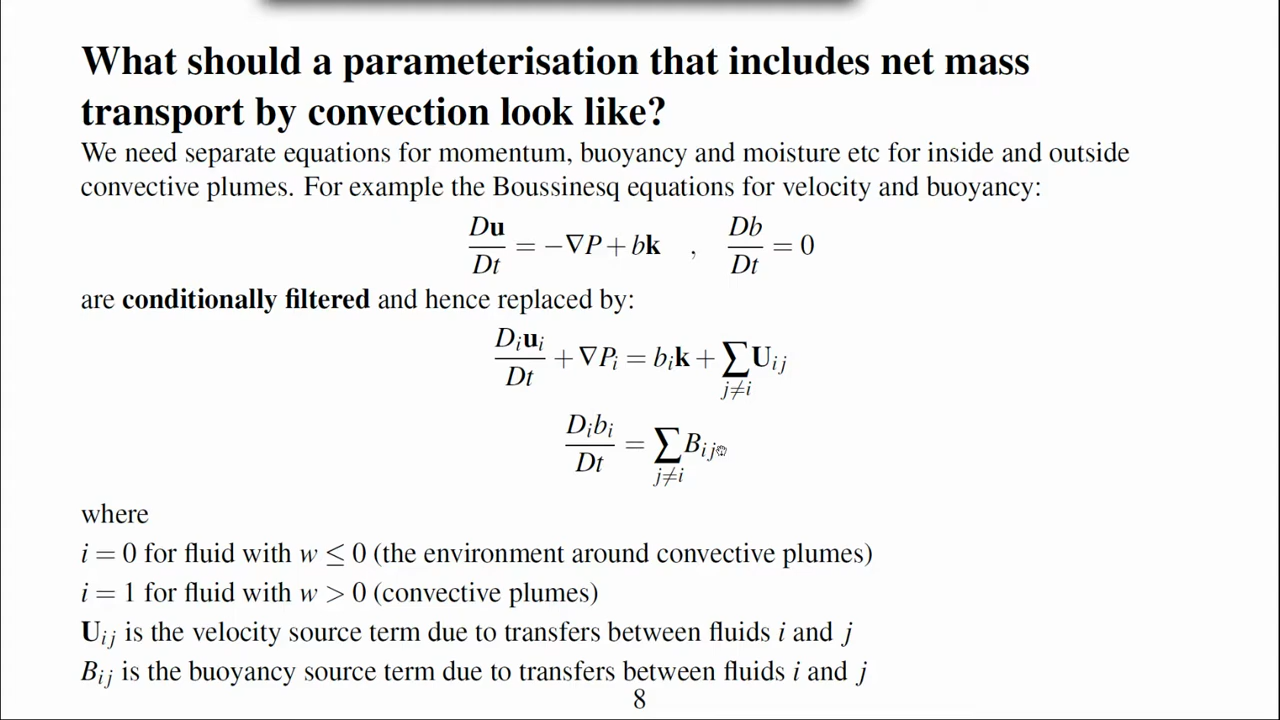 What should a parameterisation that includes net mass
transport by convection look like?
We need separate equations for momentum, buoyancy and moisture etc for inside and outside
convective plumes. For example the Boussinesq equations for velocity and buoyancy:
Du/Dt = −∇P + bk , Db/Dt = 0
are conditionally filtered and hence replaced by:
D_i u_i/Dt + ∇P_i = b_i k + ∑_{j≠i} U_{ij}
D_i b_i/Dt = ∑_{j≠i} B_{ij}
where
i = 0 for fluid with w ≤ 0 (the environment around convective plumes)
i = 1 for fluid with w > 0 (convective plumes)
U_{ij} is the velocity source term due to transfers between fluids i and j
B_{ij} is the buoyancy source term due to transfers between fluids i and j
8